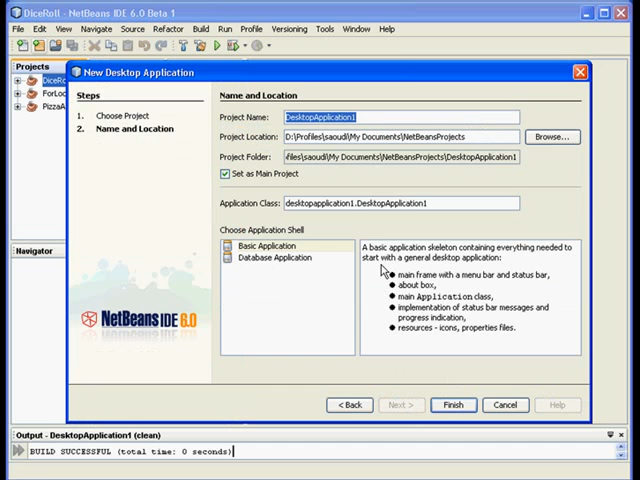 DiceRoll - NetBeans IDE 6.0 Beta 1
File Edit View Navigate Source Refactor Build Run Profile Versioning Tools Window Help
Projects
DiceRo
ForLoo
PizzaA
Navigator
New Desktop Application
Steps
1. Choose Project
2. Name and Location
NetBeans IDE 6.0
Name and Location
Project Name: DesktopApplication1
Project Location: D:\Profiles\saoudi\My Documents\NetBeansProjects Browse...
Project Folder: files\saoudi\My Documents\NetBeansProjects\DesktopApplication1
Set as Main Project
Application Class: desktopapplication1.DesktopApplication1
Choose Application Shell
Basic Application
Database Application
A basic application skeleton containing everything needed to
start with a general desktop application:
● main frame with a menu bar and status bar,
● about box,
● main Application class,
● implementation of status bar messages and
progress indication,
● resources - icons, properties files.
< Back Next > Finish Cancel Help
Output - DesktopApplication1 (clean)
BUILD SUCCESSFUL (total time: 0 seconds)